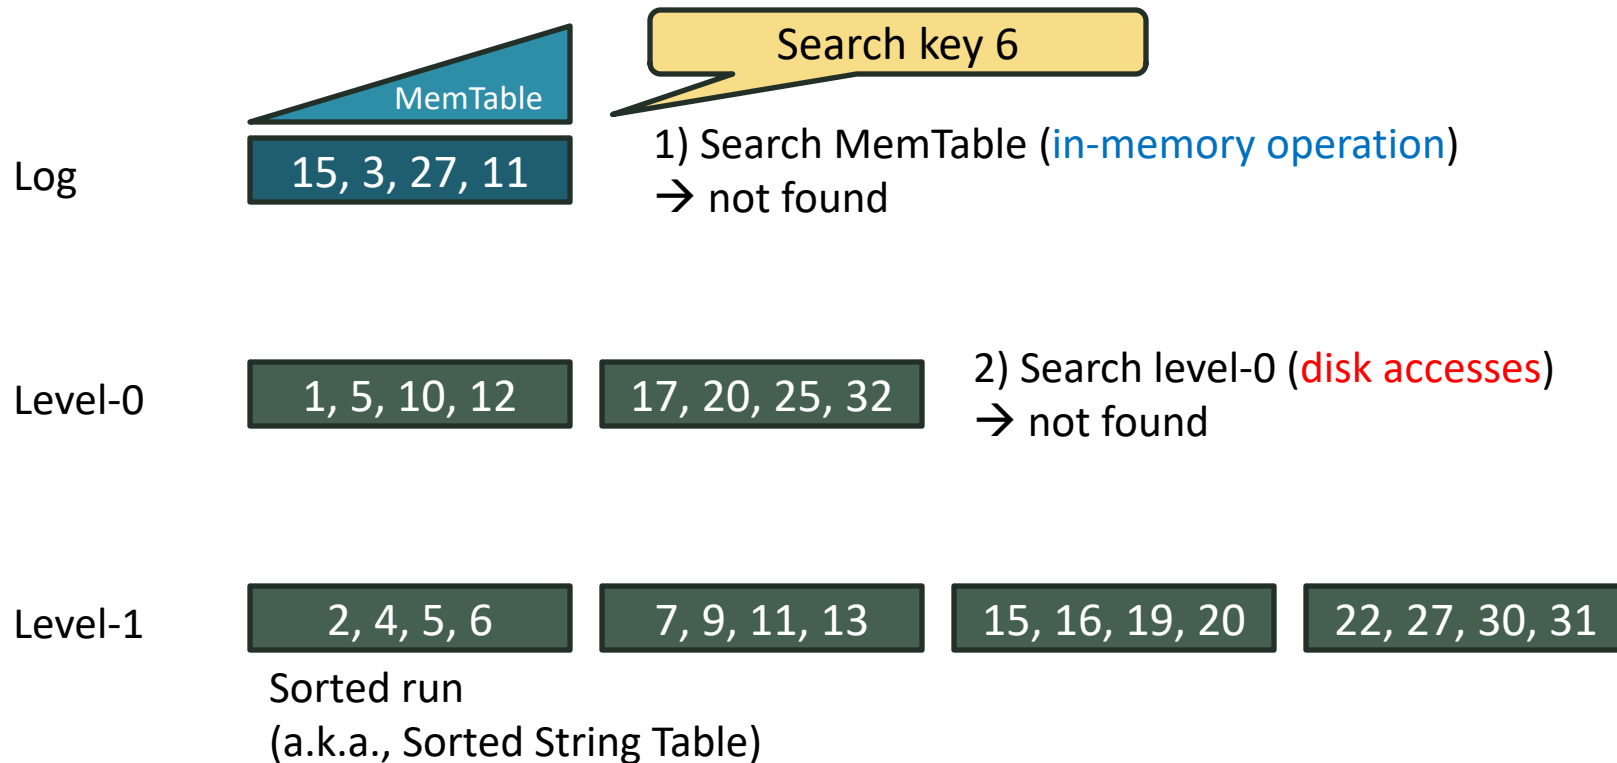 Search key 6
MemTable
1) Search MemTable (in-memory operation)
→ not found
Log
15, 3, 27, 11
2) Search level-0 (disk accesses)
→ not found
Level-0
1, 5, 10, 12
17, 20, 25, 32
Level-1
2, 4, 5, 6
7, 9, 11, 13
15, 16, 19, 20
22, 27, 30, 31
Sorted run
(a.k.a., Sorted String Table)